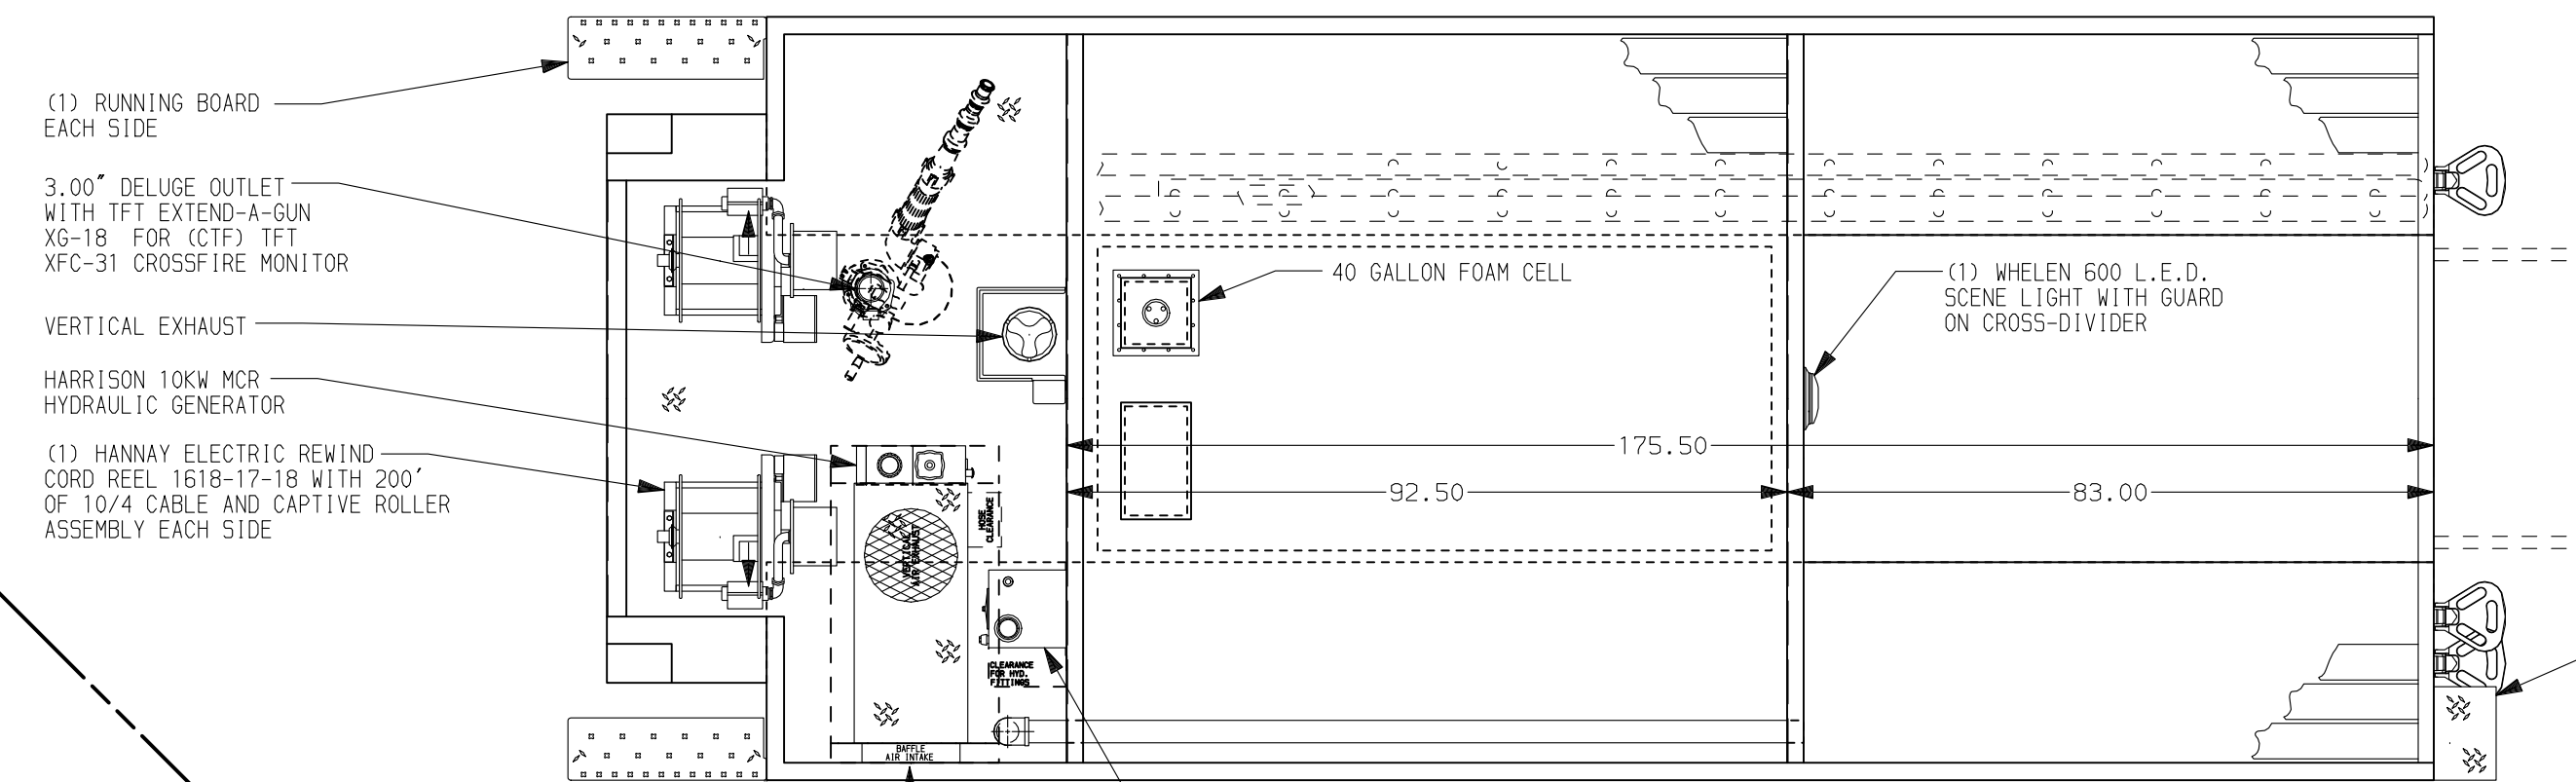 (1) RUNNING BOARD
EACH SIDE
3.00" DELUGE OUTLET
WITH TFT EXTEND-A-GUN
XG-18 FOR (CTF) TFT
XFC-31 CROSSFIRE MONITOR
VERTICAL EXHAUST
HARRISON 10KW MCR
HYDRAULIC GENERATOR
(1) HANNAY ELECTRIC REWIND
CORD REEL 1618-17-18 WITH 200'
OF 10/4 CABLE AND CAPTIVE ROLLER
ASSEMBLY EACH SIDE
40 GALLON FOAM CELL
(1) WHELEN 600 L.E.D.
SCENE LIGHT WITH GUARD
ON CROSS-DIVIDER
175.50
92.50
83.00
HOSE
CLEARANCE
VERTICAL
AIR EXHAUST
CLEARANCE
FOR HYD.
FITTINGS
BAFFLE
AIR INTAKE